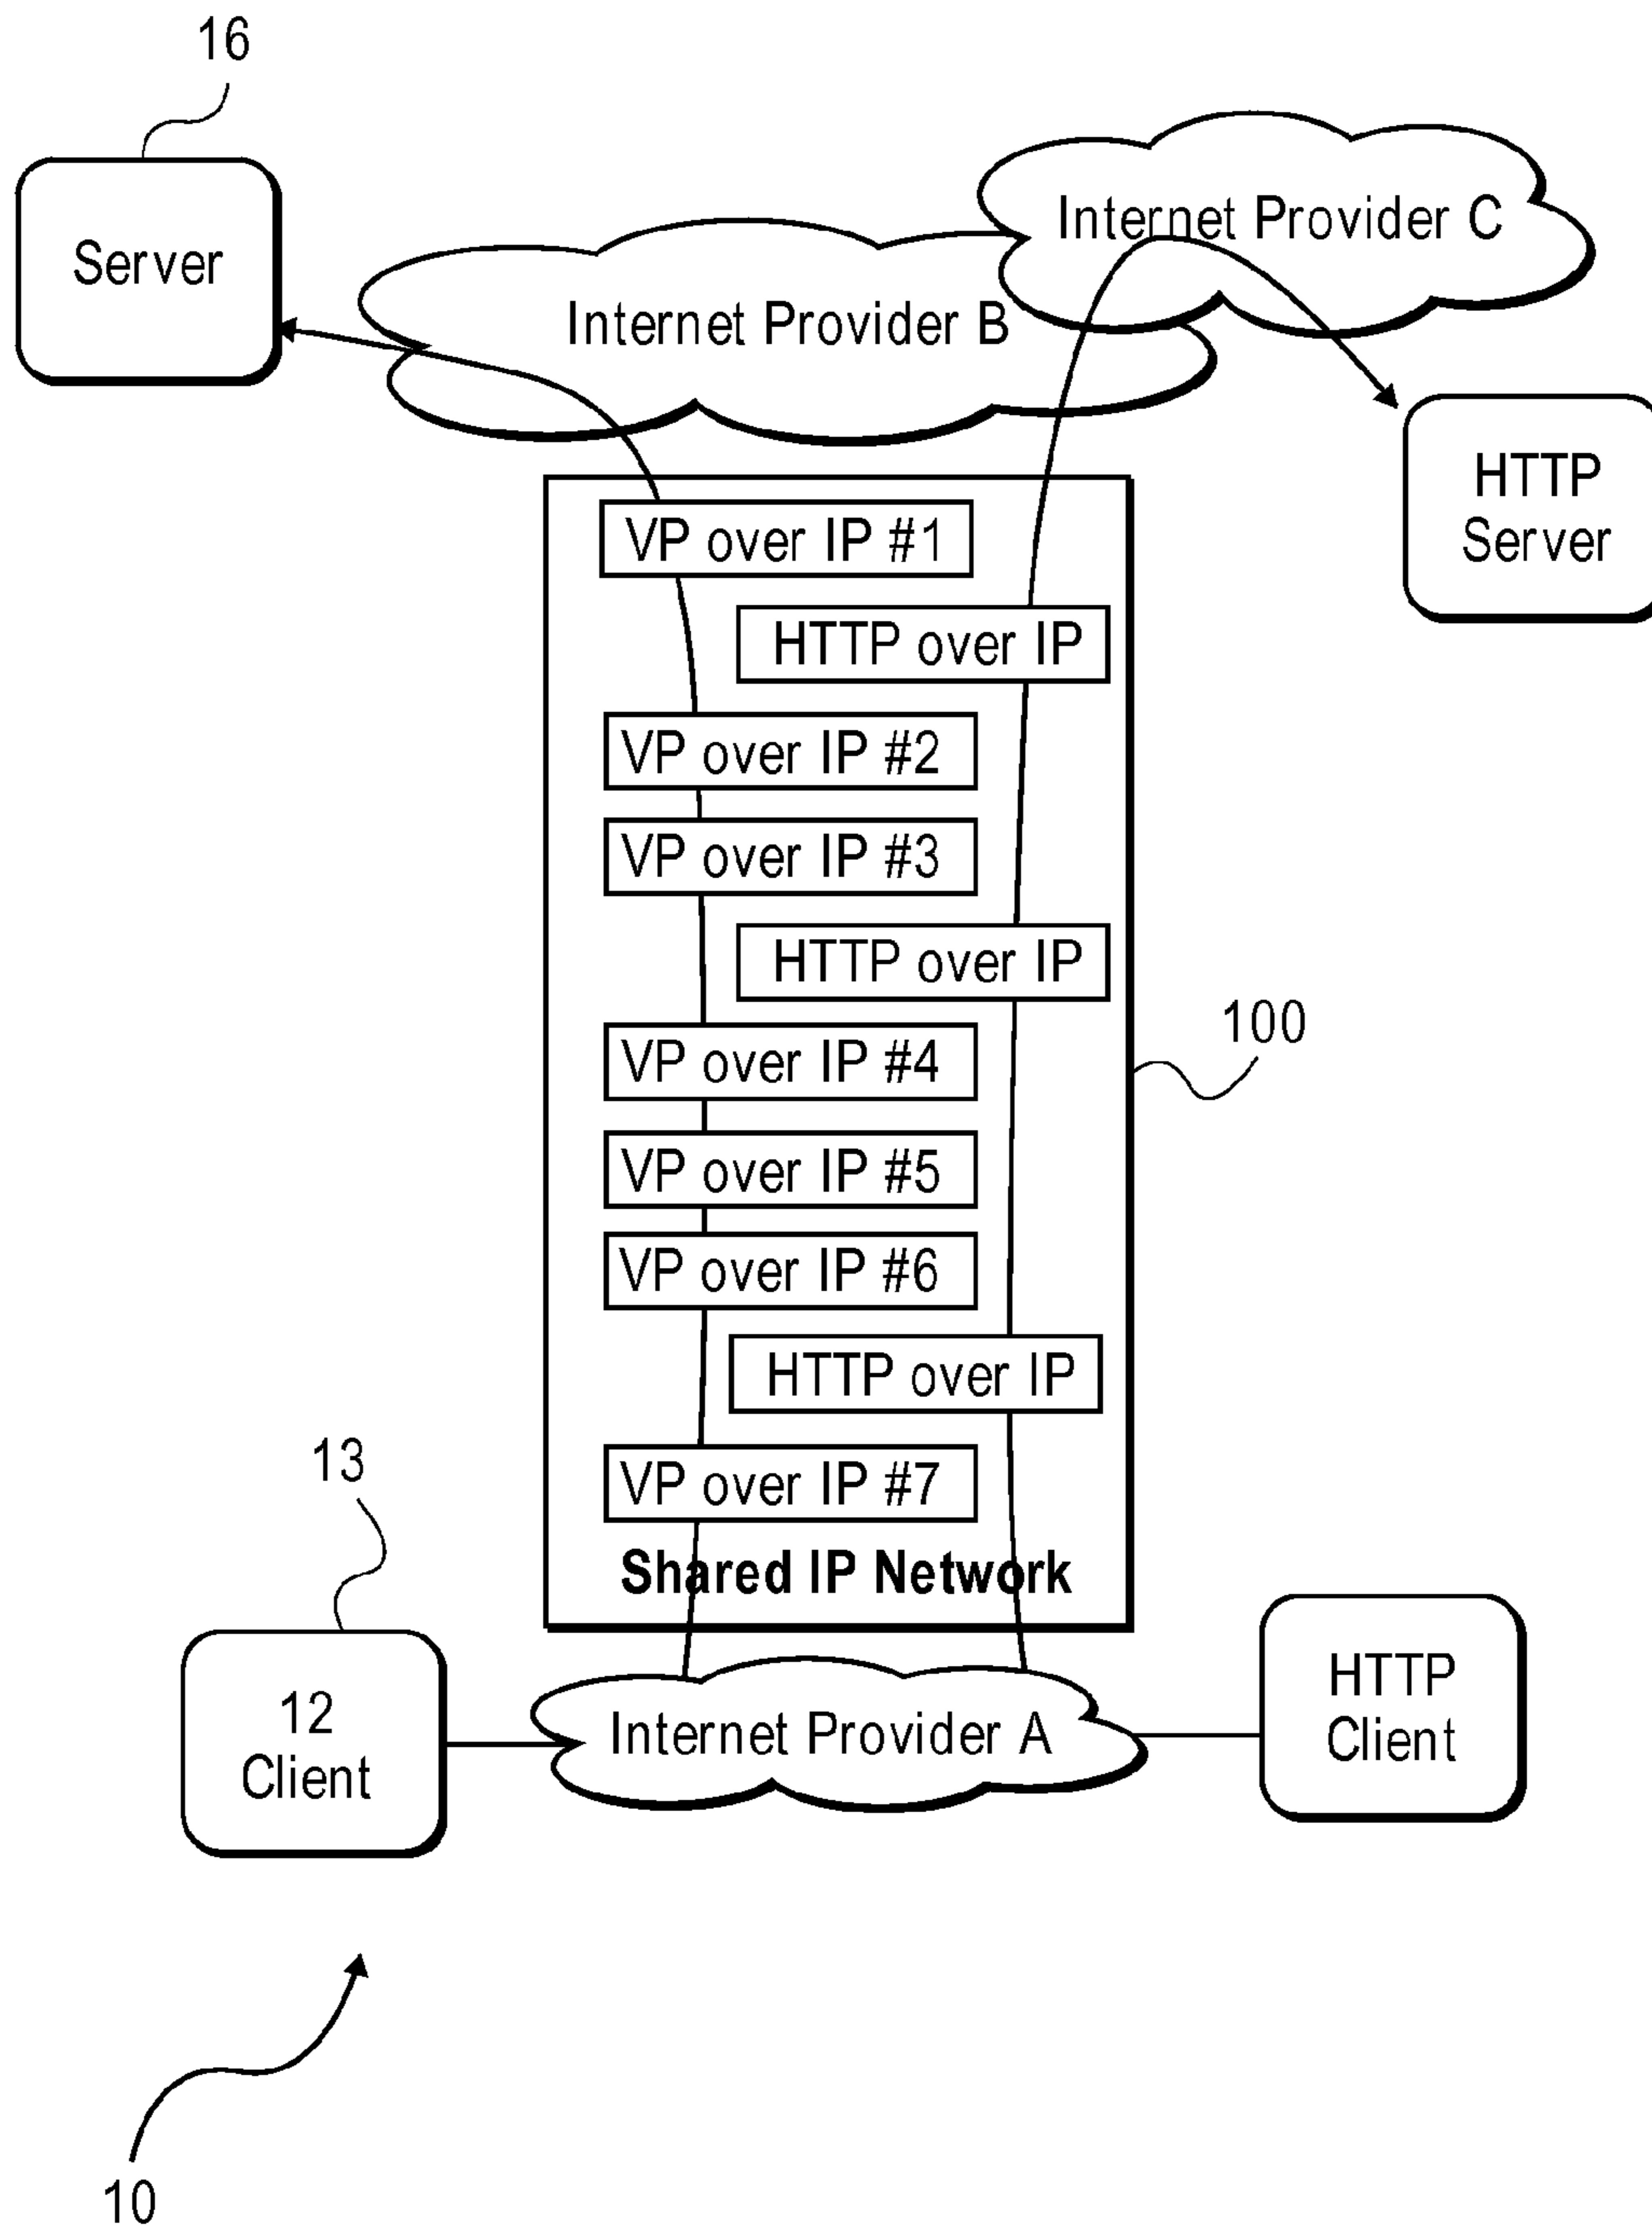 16
Server
Internet Provider C
Internet Provider B
HTTP
Server
VP over IP #1
HTTP over IP
VP over IP #2
VP over IP #3
HTTP over IP
100
VP over IP #4
VP over IP #5
VP over IP #6
HTTP over IP
13
VP over IP #7
Shared IP Network
12
Client
Internet Provider A
HTTP
Client
10